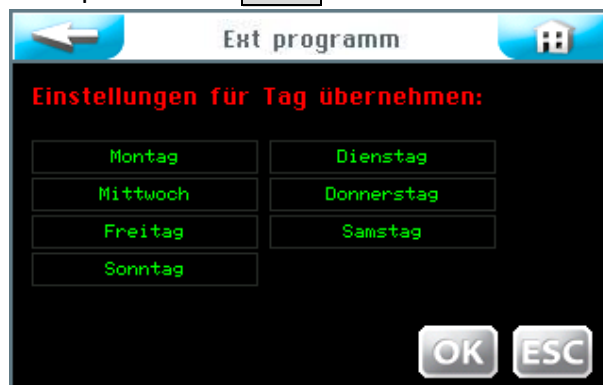 Ext programm
Einstellungen für Tag übernehmen:
Montag Dienstag
Mittwoch Donnerstag
Freitag Samstag
Sonntag
OK ESC